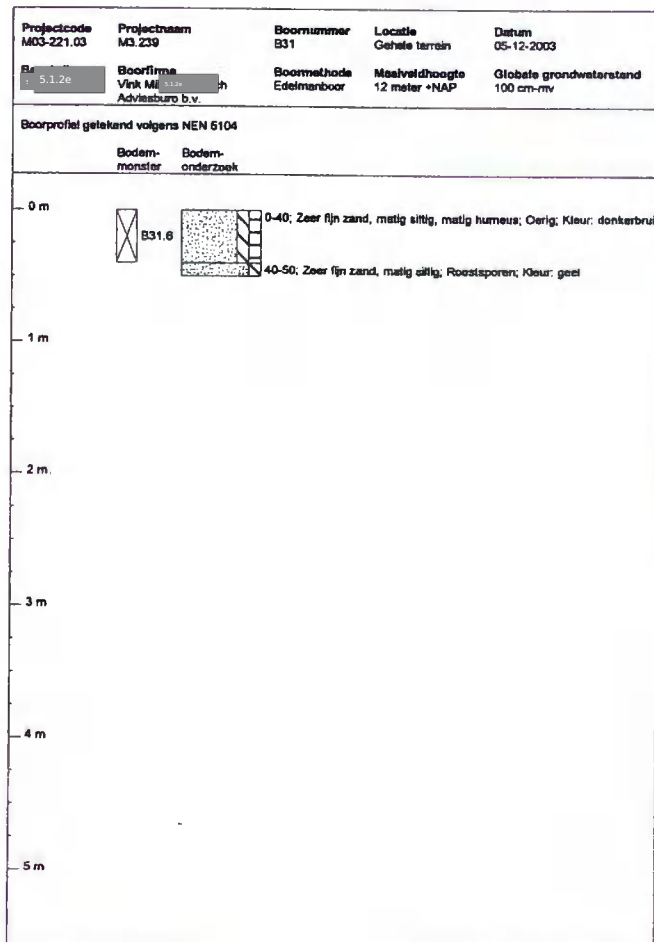 Projectcode Projectnaam Boornummer Locatie Datum
M03-221.03 M3.239 B31 Gehele terrein 05-12-2003
5.1.2e Boorfirma Boormethode Maaiveldhoogte Globale grondwaterstand
Vink Mi 5.1.2e ch Edelmanboor 12 meter +NAP 100 cm-mv
Adviesburo b.v.
Boorprofiel getekend volgens NEN 5104
Bodem- Bodem-
monster onderzoek
0 m
B31.6
0-40; Zeer fijn zand, matig siltig, matig humeus; Oerig; Kleur: donkerbrui
40-50; Zeer fijn zand, matig siltig; Roestsporen; Kleur: geel
1 m
2 m
3 m
4 m
5 m